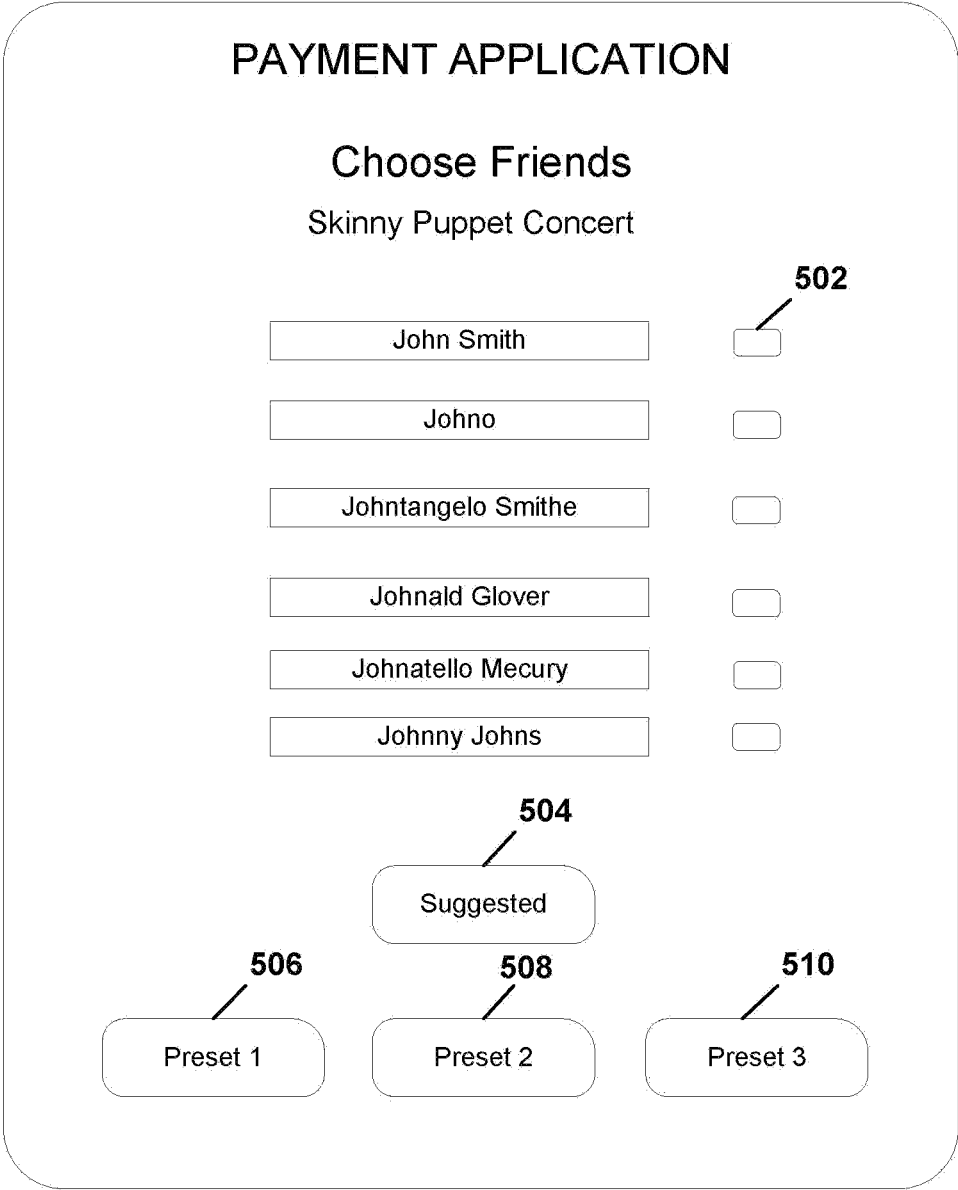 PAYMENT APPLICATION
Choose Friends
Skinny Puppet Concert
502
John Smith
Johno
Johntangelo Smithe
Johnald Glover
Johnatello Mecury
Johnny Johns
504
Suggested
506 508 510
Preset 1 Preset 2 Preset 3